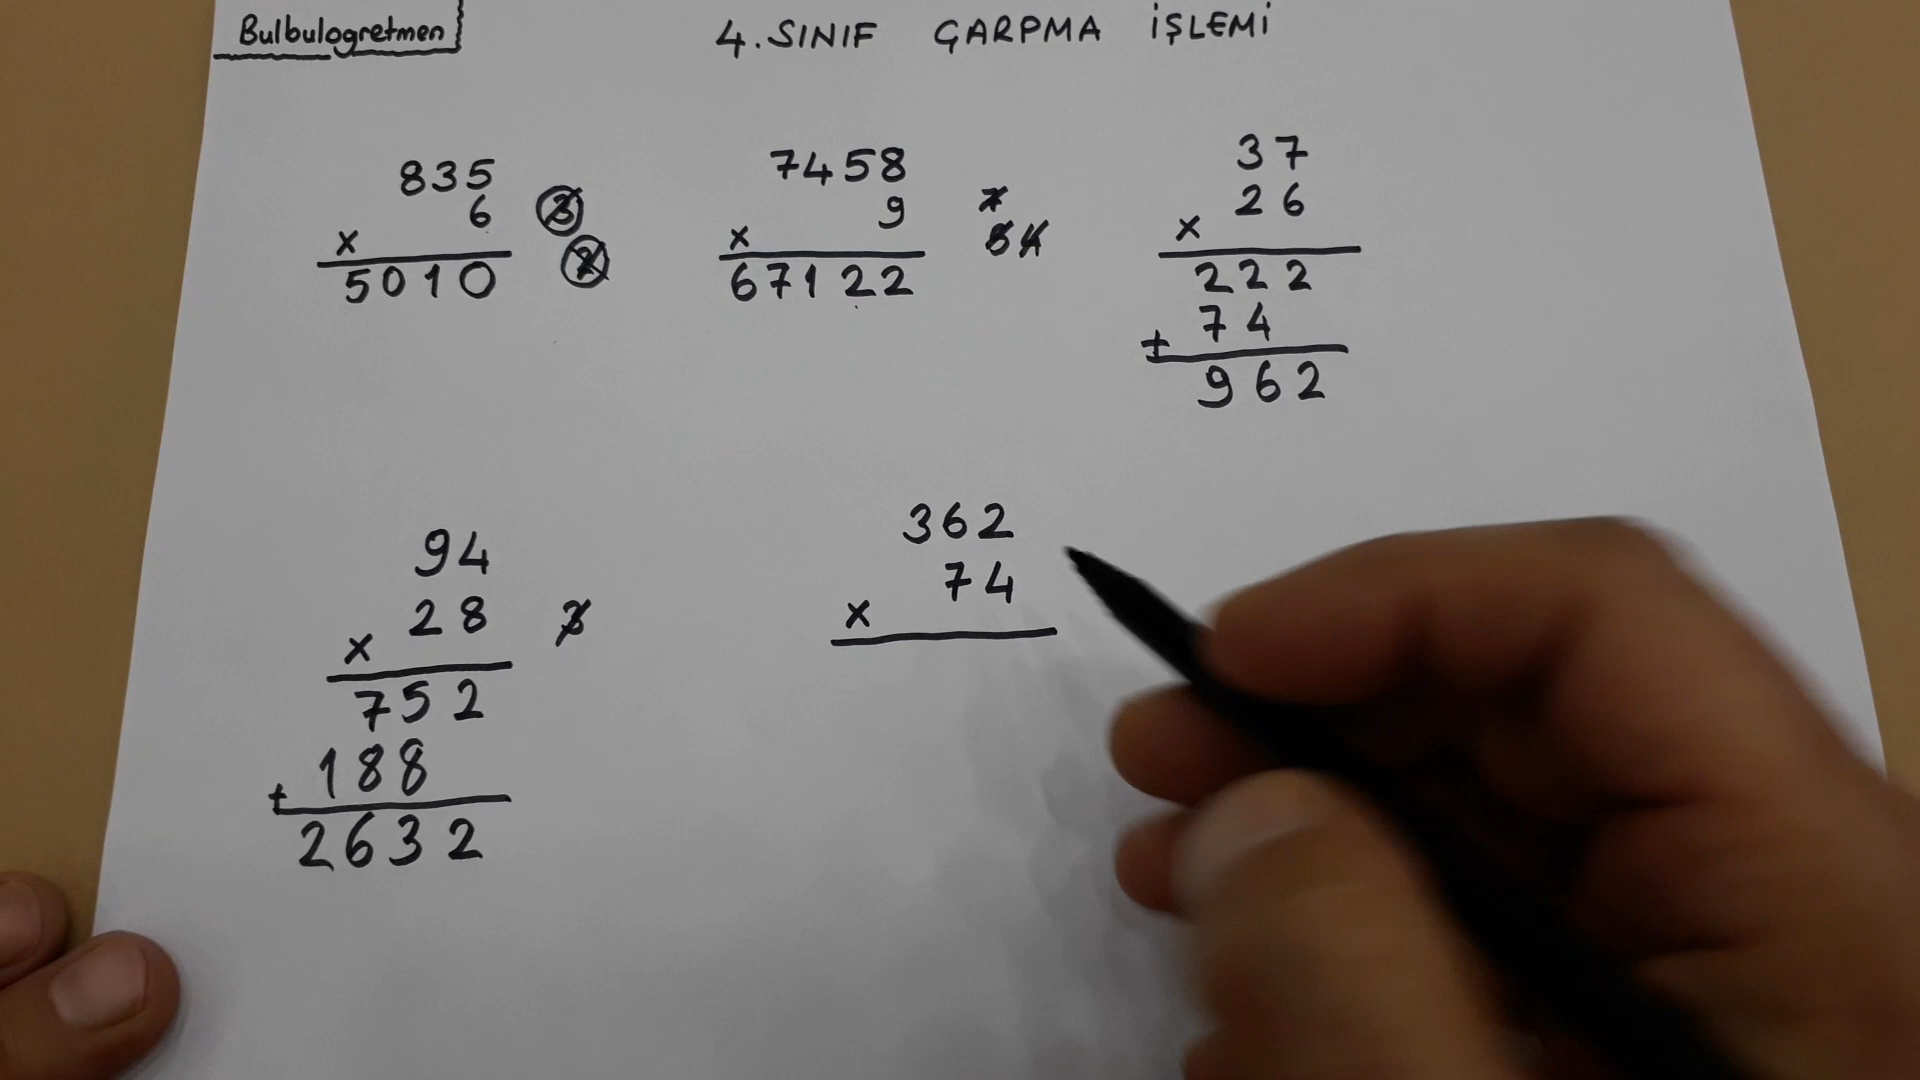 Bulbulogretmen
4. SINIF ÇARPMA İŞLEMİ
835
6
x
5010
7458
9
x
67122
37
26
x
222
74
+
962
94
28
x
752
188
+
2632
362
74
x